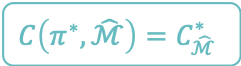 C(π*, M̂) = C*_M̂